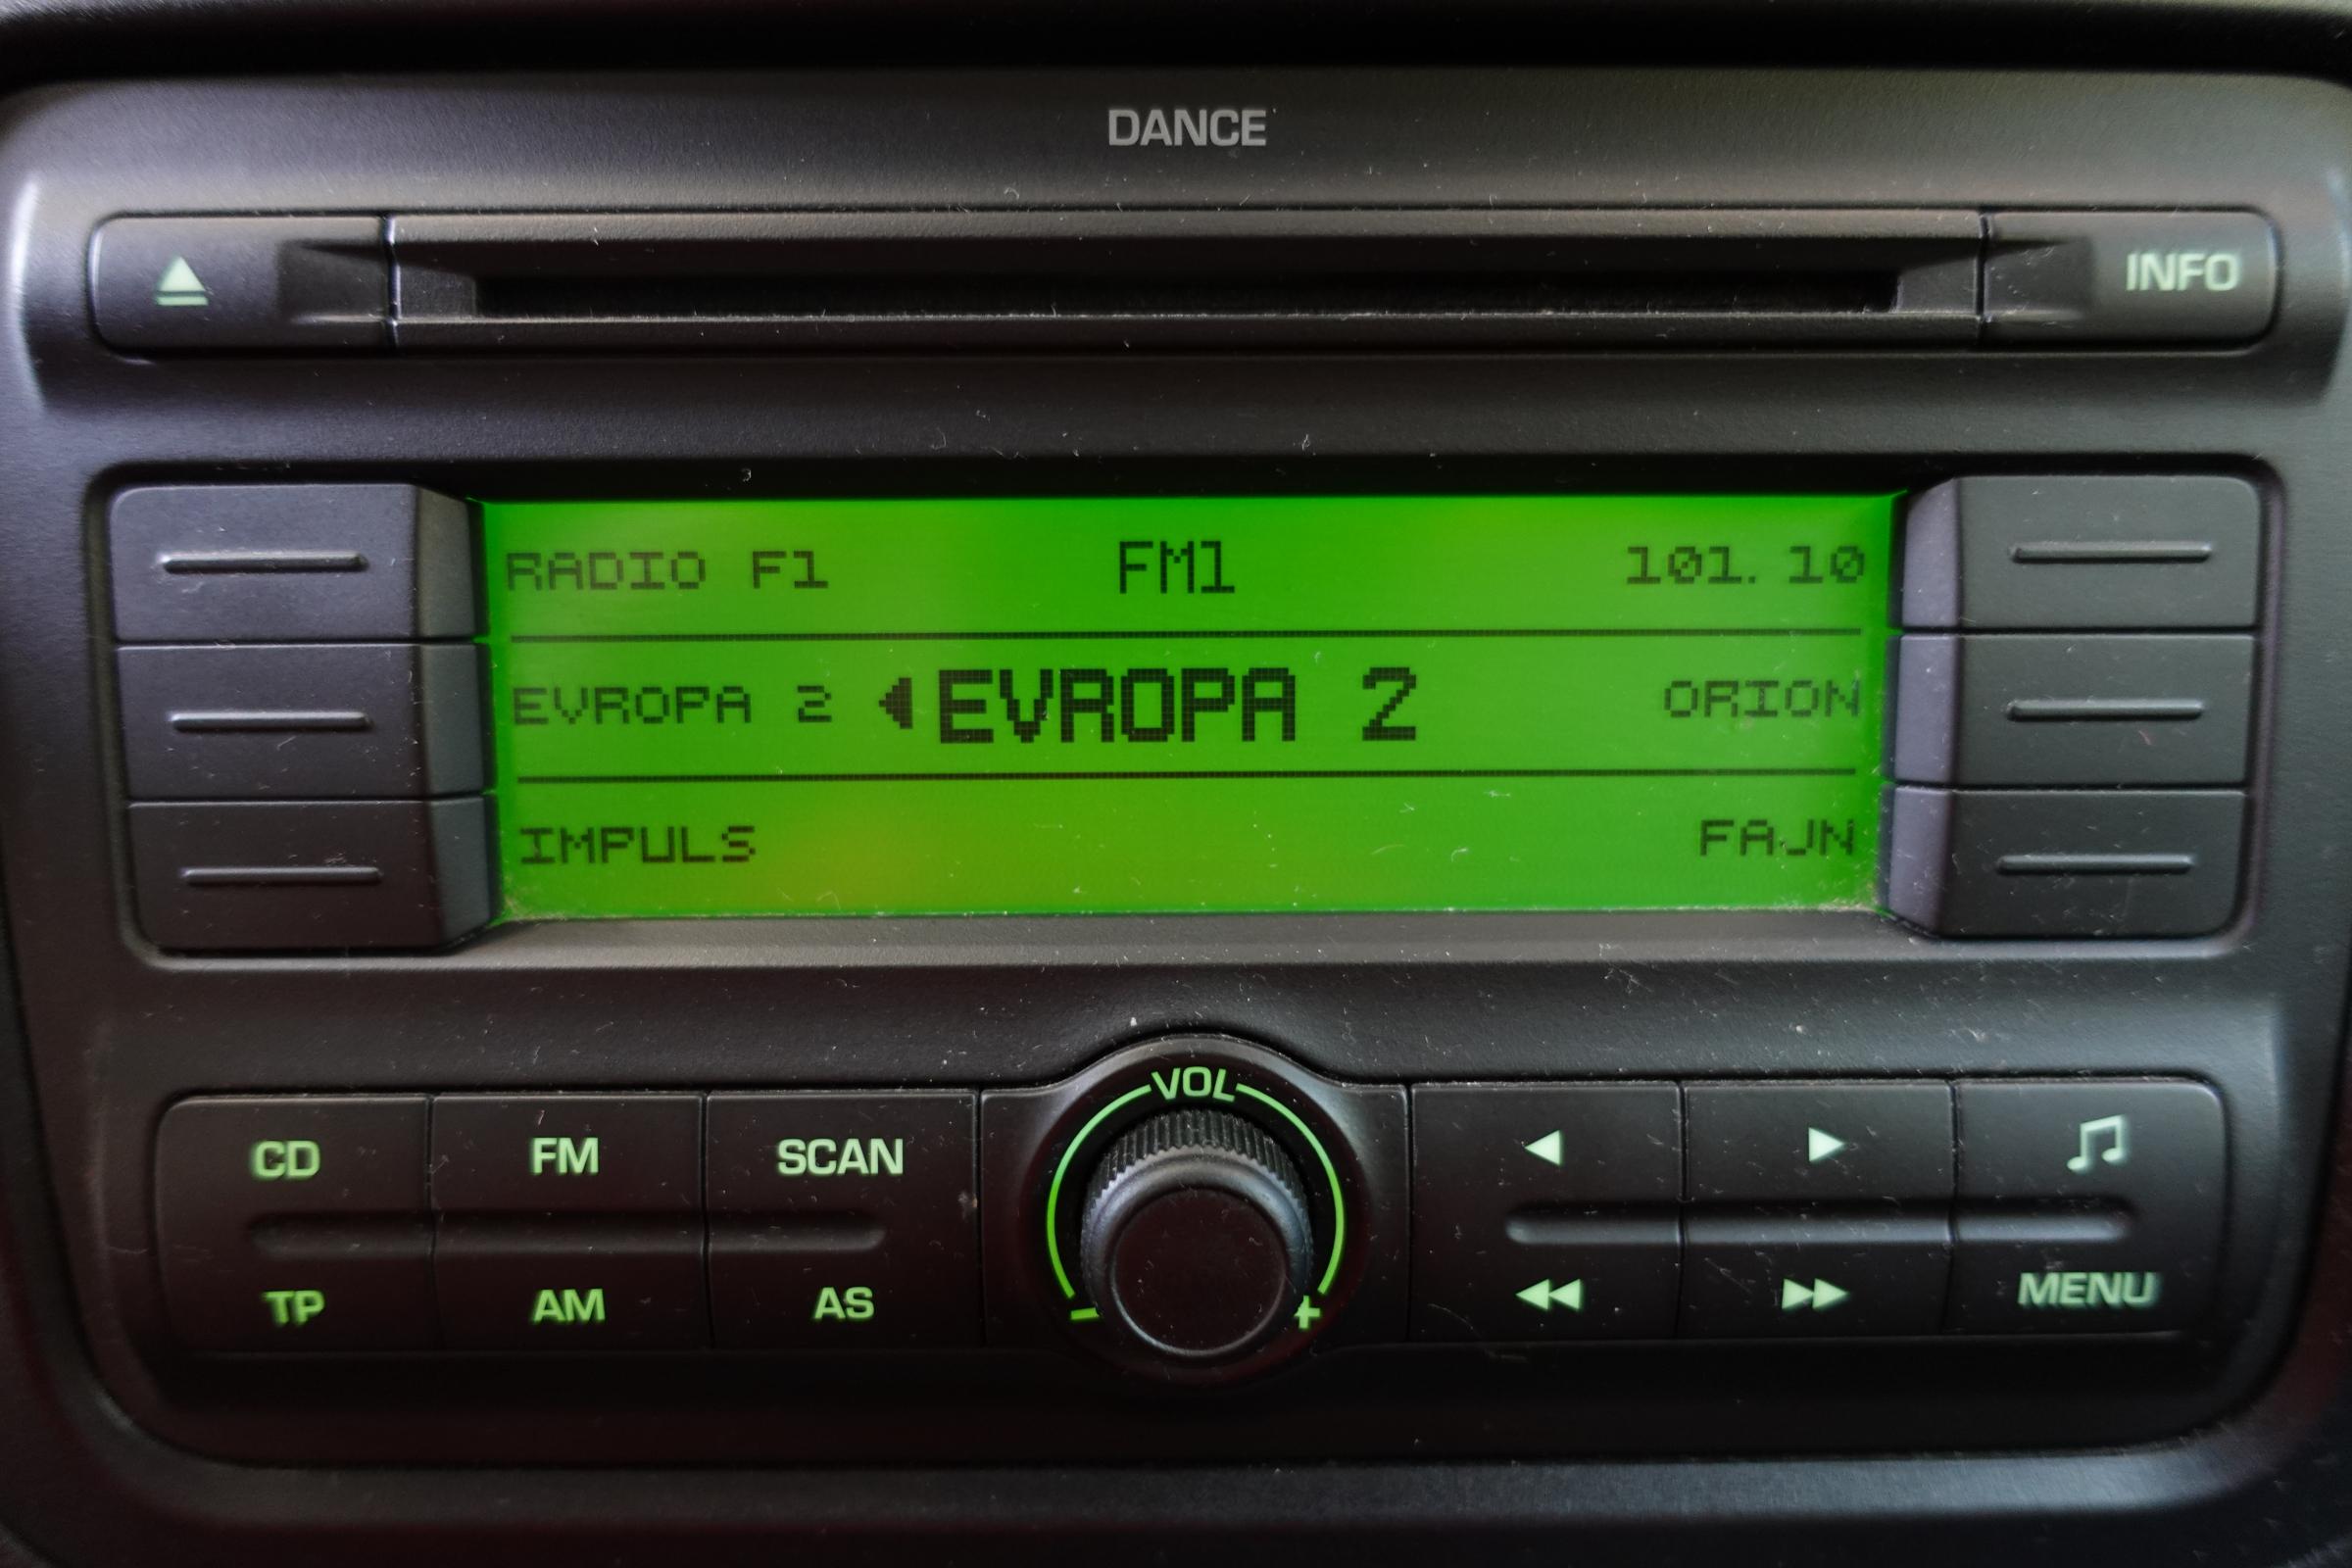 DANCE
INFO
RADIO F1 FM1 101.10
EVROPA 2 EVROPA 2 ORION
IMPULS FAJN
VOL
CD FM SCAN
- +
TP AM AS MENU